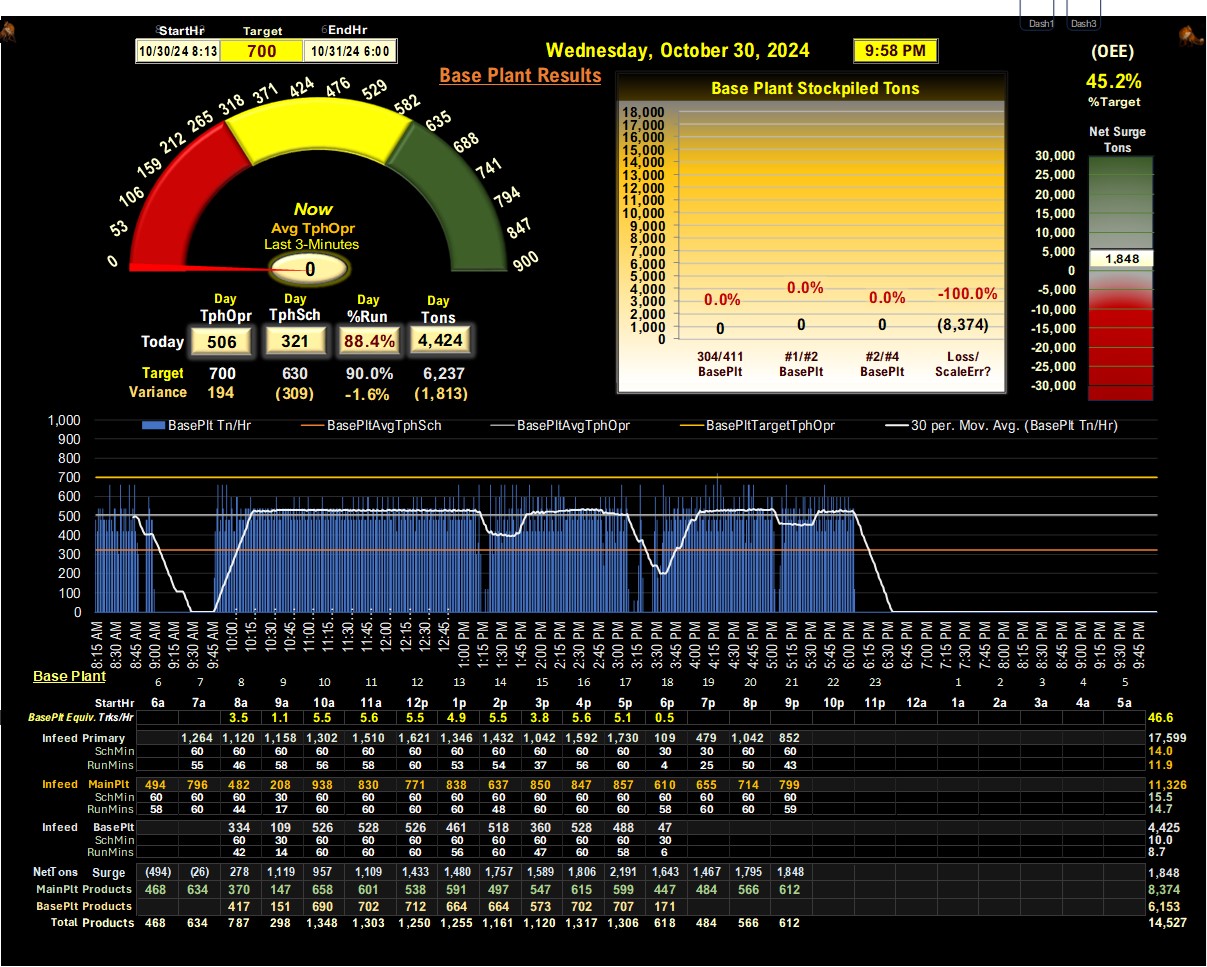 Dash1 Dash3
StartHr Target EndHr
10/30/24 8:13 700 10/31/24 6:00
Wednesday, October 30, 2024 9:58 PM
Base Plant Results
(OEE)
45.2%
%Target
Net Surge
Tons
30,000
25,000
20,000
15,000
10,000
5,000
1,848
0
-5,000
-10,000
-15,000
-20,000
-25,000
-30,000
0 53 106 159 212 265 318 371 424 476 529 582 635 688 741 794 847 900
Now
Avg TphOpr
Last 3-Minutes
0
Base Plant Stockpiled Tons
18,000
17,000
16,000
15,000
14,000
13,000
12,000
11,000
10,000
9,000
8,000
7,000
6,000
5,000
4,000
3,000
2,000
1,000
0
0.0% 0.0% 0.0% -100.0%
0 0 0 (8,374)
304/411 #1/#2 #2/#4 Loss/
BasePlt BasePlt BasePlt ScaleErr?
Day Day Day Day
TphOpr TphSch %Run Tons
Today 506 321 88.4% 4,424
Target 700 630 90.0% 6,237
Variance 194 (309) -1.6% (1,813)
BasePlt Tn/Hr BasePltAvgTphSch BasePltAvgTphOpr BasePltTargetTphOpr 30 per. Mov. Avg. (BasePlt Tn/Hr)
1,000
900
800
700
600
500
400
300
200
100
0
8:15 AM 8:30 AM 8:45 AM 9:00 AM 9:15 AM 9:30 AM 9:45 AM 10:00... 10:15... 10:30... 10:45... 11:00... 11:15... 11:30... 11:45... 12:00... 12:15... 12:30... 12:45... 1:00 PM 1:15 PM 1:30 PM 1:45 PM 2:00 PM 2:15 PM 2:30 PM 2:45 PM 3:00 PM 3:15 PM 3:30 PM 3:45 PM 4:00 PM 4:15 PM 4:30 PM 4:45 PM 5:00 PM 5:15 PM 5:30 PM 5:45 PM 6:00 PM 6:15 PM 6:30 PM 6:45 PM 7:00 PM 7:15 PM 7:30 PM 7:45 PM 8:00 PM 8:15 PM 8:30 PM 8:45 PM 9:00 PM 9:15 PM 9:30 PM 9:45 PM
Base Plant 6 7 8 9 10 11 12 13 14 15 16 17 18 19 20 21 22 23 1 2 3 4 5
StartHr 6a 7a 8a 9a 10a 11a 12p 1p 2p 3p 4p 5p 6p 7p 8p 9p 10p 11p 12a 1a 2a 3a 4a 5a
BasePlt Equiv. Trks/Hr 3.5 1.1 5.5 5.6 5.5 4.9 5.5 3.8 5.6 5.1 0.5 46.6
Infeed Primary 1,264 1,120 1,158 1,302 1,510 1,621 1,346 1,432 1,042 1,592 1,730 109 479 1,042 852 17,599
SchMin 60 60 60 60 60 60 60 60 60 60 60 30 30 60 60 14.0
RunMins 55 46 58 56 58 60 53 54 37 56 60 4 25 50 43 11.9
Infeed MainPlt 494 796 482 208 938 830 771 838 637 850 847 857 610 655 714 799 11,326
SchMin 60 60 60 30 60 60 60 60 60 60 60 60 60 60 60 60 15.5
RunMins 58 60 44 17 60 60 60 60 48 60 60 60 58 60 60 59 14.7
Infeed BasePlt 334 109 526 528 526 461 518 360 528 488 47 4,425
SchMin 60 30 60 60 60 60 60 60 60 60 30 10.0
RunMins 42 14 60 60 60 56 60 47 60 58 6 8.7
NetTons Surge (494) (26) 278 1,119 957 1,109 1,433 1,480 1,757 1,589 1,806 2,191 1,643 1,467 1,795 1,848 1,848
MainPlt Products 468 634 370 147 658 601 538 591 497 547 615 599 447 484 566 612 8,374
BasePlt Products 417 151 690 702 712 664 664 573 702 707 171 6,153
Total Products 468 634 787 298 1,348 1,303 1,250 1,255 1,161 1,120 1,317 1,306 618 484 566 612 14,527